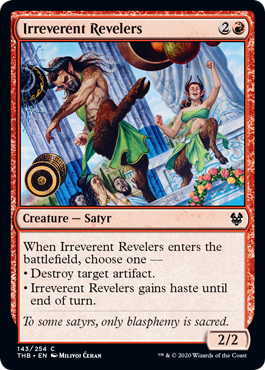 Irreverent Revelers 2
Creature — Satyr
When Irreverent Revelers enters the
battlefield, choose one —
• Destroy target artifact.
• Irreverent Revelers gains haste until
end of turn.
To some satyrs, only blasphemy is sacred.
2/2
143/254 C
THB • EN Milivoj Ćeran
™ & © 2020 Wizards of the Coast